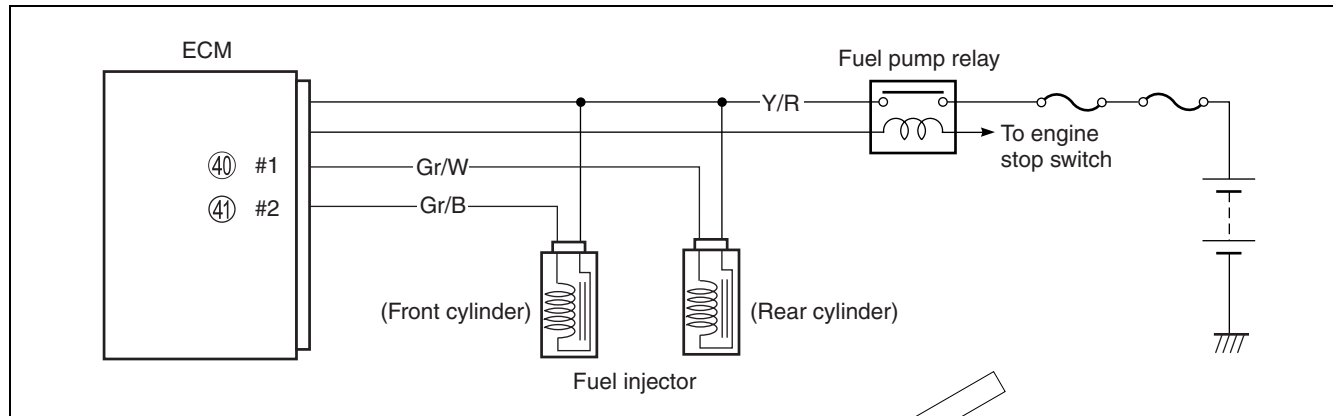 ECM
Fuel pump relay
Y/R
To engine
stop switch
㊵ #1
Gr/W
㊶ #2
Gr/B
(Front cylinder)
(Rear cylinder)
Fuel injector